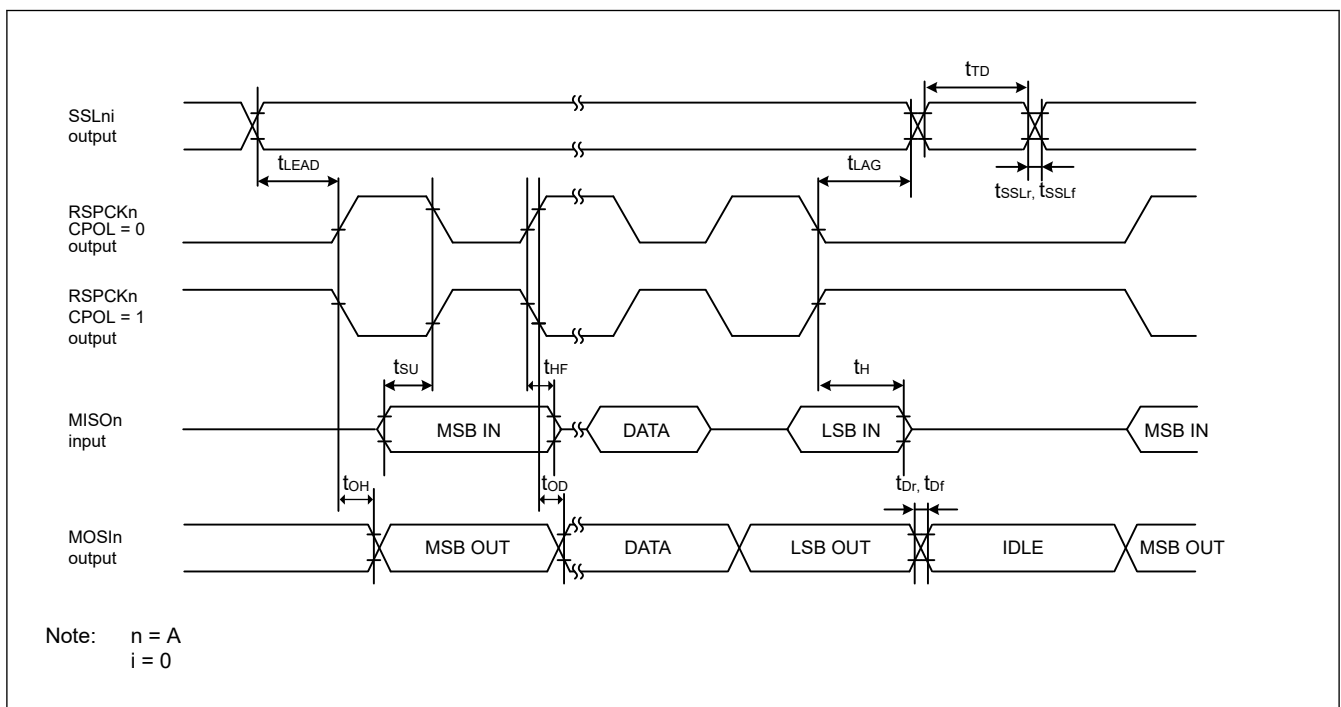 tTD
SSLni
output
tLEAD
tLAG
tSSLr, tSSLf
RSPCKn
CPOL = 0
output
RSPCKn
CPOL = 1
output
tSU
tHF
tH
MISOn
input
MSB IN
DATA
LSB IN
MSB IN
tOH
tOD
tDr, tDf
MOSIn
output
MSB OUT
DATA
LSB OUT
IDLE
MSB OUT
Note: n = A
i = 0